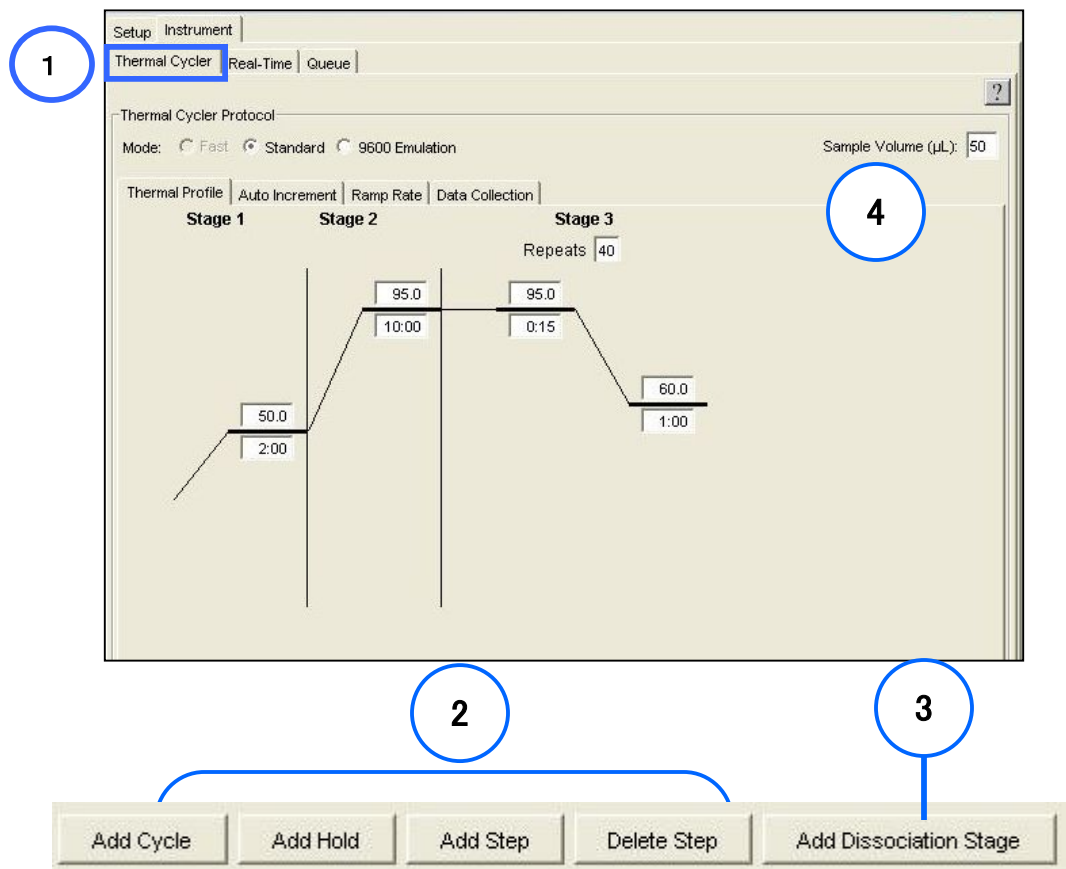 Setup Instrument
1
Thermal Cycler Real-Time Queue
?
Thermal Cycler Protocol
Mode: Fast Standard 9600 Emulation Sample Volume (µL): 50
Thermal Profile Auto Increment Ramp Rate Data Collection
4
Stage 1 Stage 2 Stage 3
Repeats 40
95.0 95.0
10:00 0:15
60.0
50.0 1:00
2:00
2 3
Add Cycle Add Hold Add Step Delete Step Add Dissociation Stage